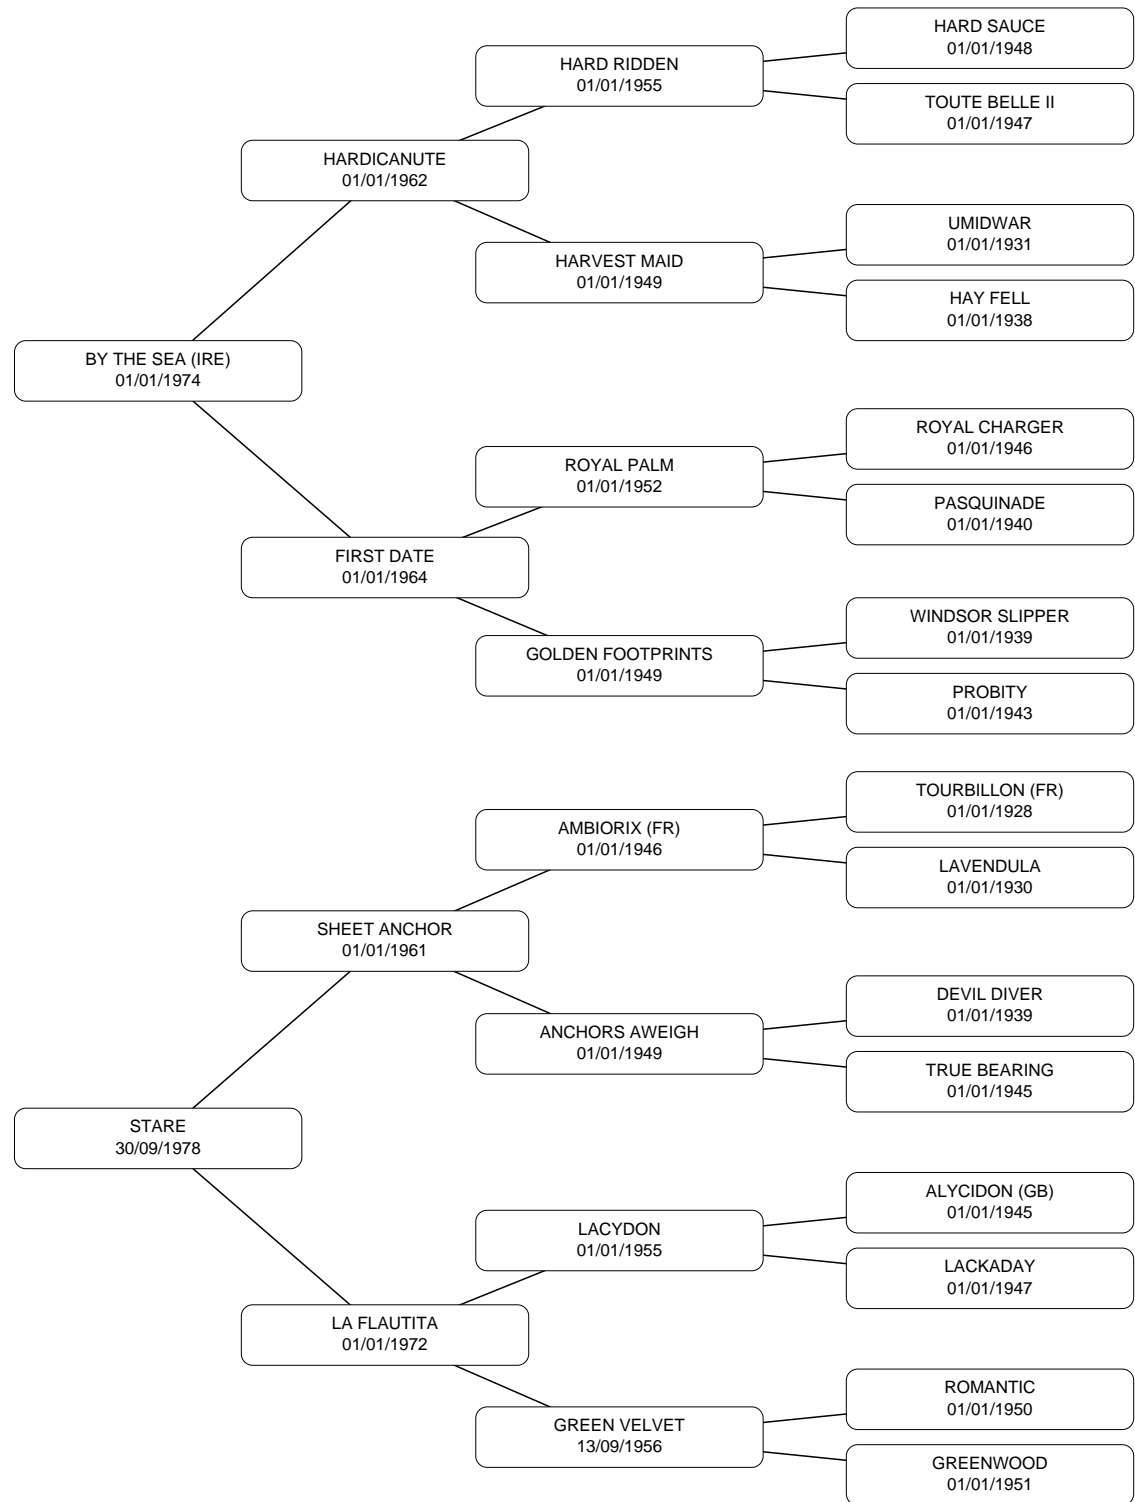 HARD SAUCE
01/01/1948
HARD RIDDEN
01/01/1955
TOUTE BELLE II
01/01/1947
HARDICANUTE
01/01/1962
UMIDWAR
01/01/1931
HARVEST MAID
01/01/1949
HAY FELL
01/01/1938
BY THE SEA (IRE)
01/01/1974
ROYAL CHARGER
01/01/1946
ROYAL PALM
01/01/1952
PASQUINADE
01/01/1940
FIRST DATE
01/01/1964
WINDSOR SLIPPER
01/01/1939
GOLDEN FOOTPRINTS
01/01/1949
PROBITY
01/01/1943
TOURBILLON (FR)
01/01/1928
AMBIORIX (FR)
01/01/1946
LAVENDULA
01/01/1930
SHEET ANCHOR
01/01/1961
DEVIL DIVER
01/01/1939
ANCHORS AWEIGH
01/01/1949
TRUE BEARING
01/01/1945
STARE
30/09/1978
ALYCIDON (GB)
01/01/1945
LACYDON
01/01/1955
LACKADAY
01/01/1947
LA FLAUTITA
01/01/1972
ROMANTIC
01/01/1950
GREEN VELVET
13/09/1956
GREENWOOD
01/01/1951